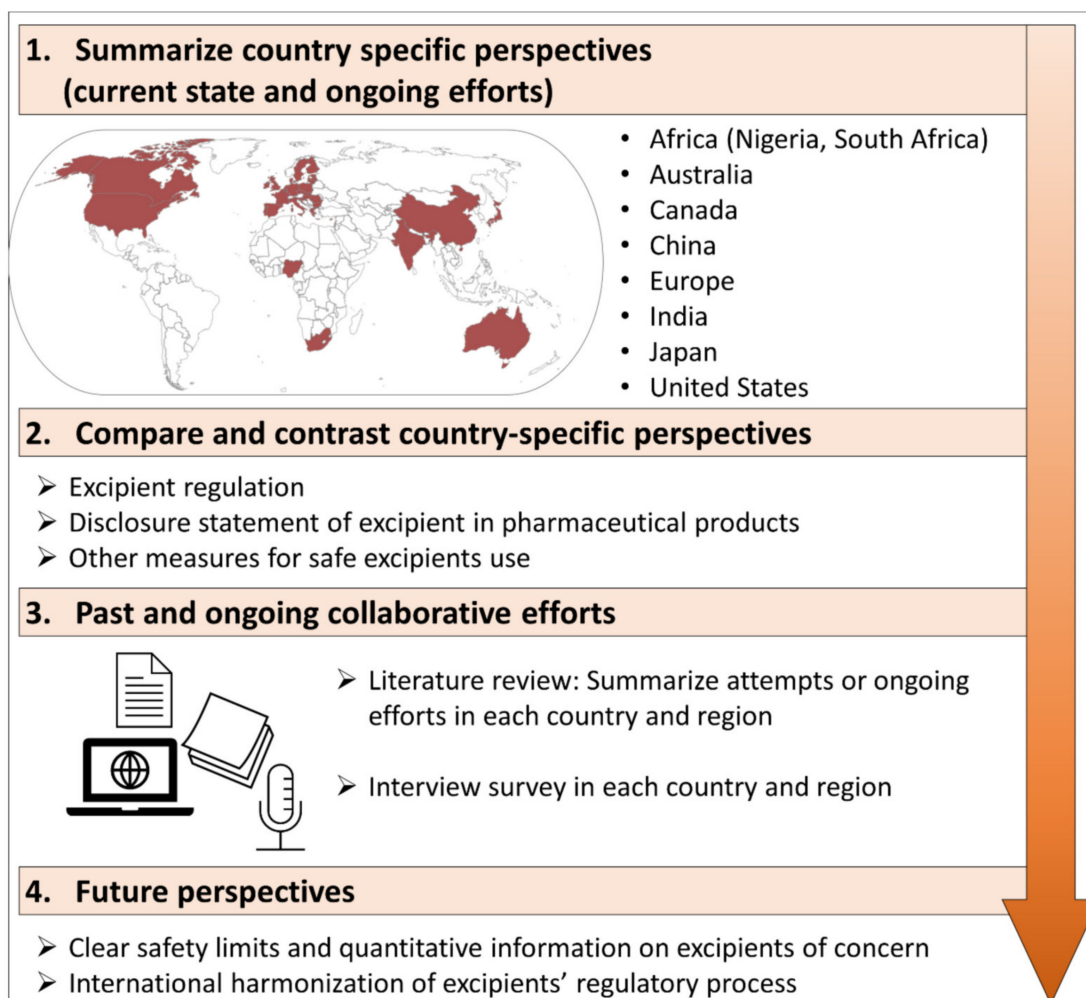 1. Summarize country specific perspectives
(current state and ongoing efforts)
• Africa (Nigeria, South Africa)
• Australia
• Canada
• China
• Europe
• India
• Japan
• United States
2. Compare and contrast country-specific perspectives
➢ Excipient regulation
➢ Disclosure statement of excipient in pharmaceutical products
➢ Other measures for safe excipients use
3. Past and ongoing collaborative efforts
➢ Literature review: Summarize attempts or ongoing
efforts in each country and region
➢ Interview survey in each country and region
4. Future perspectives
➢ Clear safety limits and quantitative information on excipients of concern
➢ International harmonization of excipients’ regulatory process